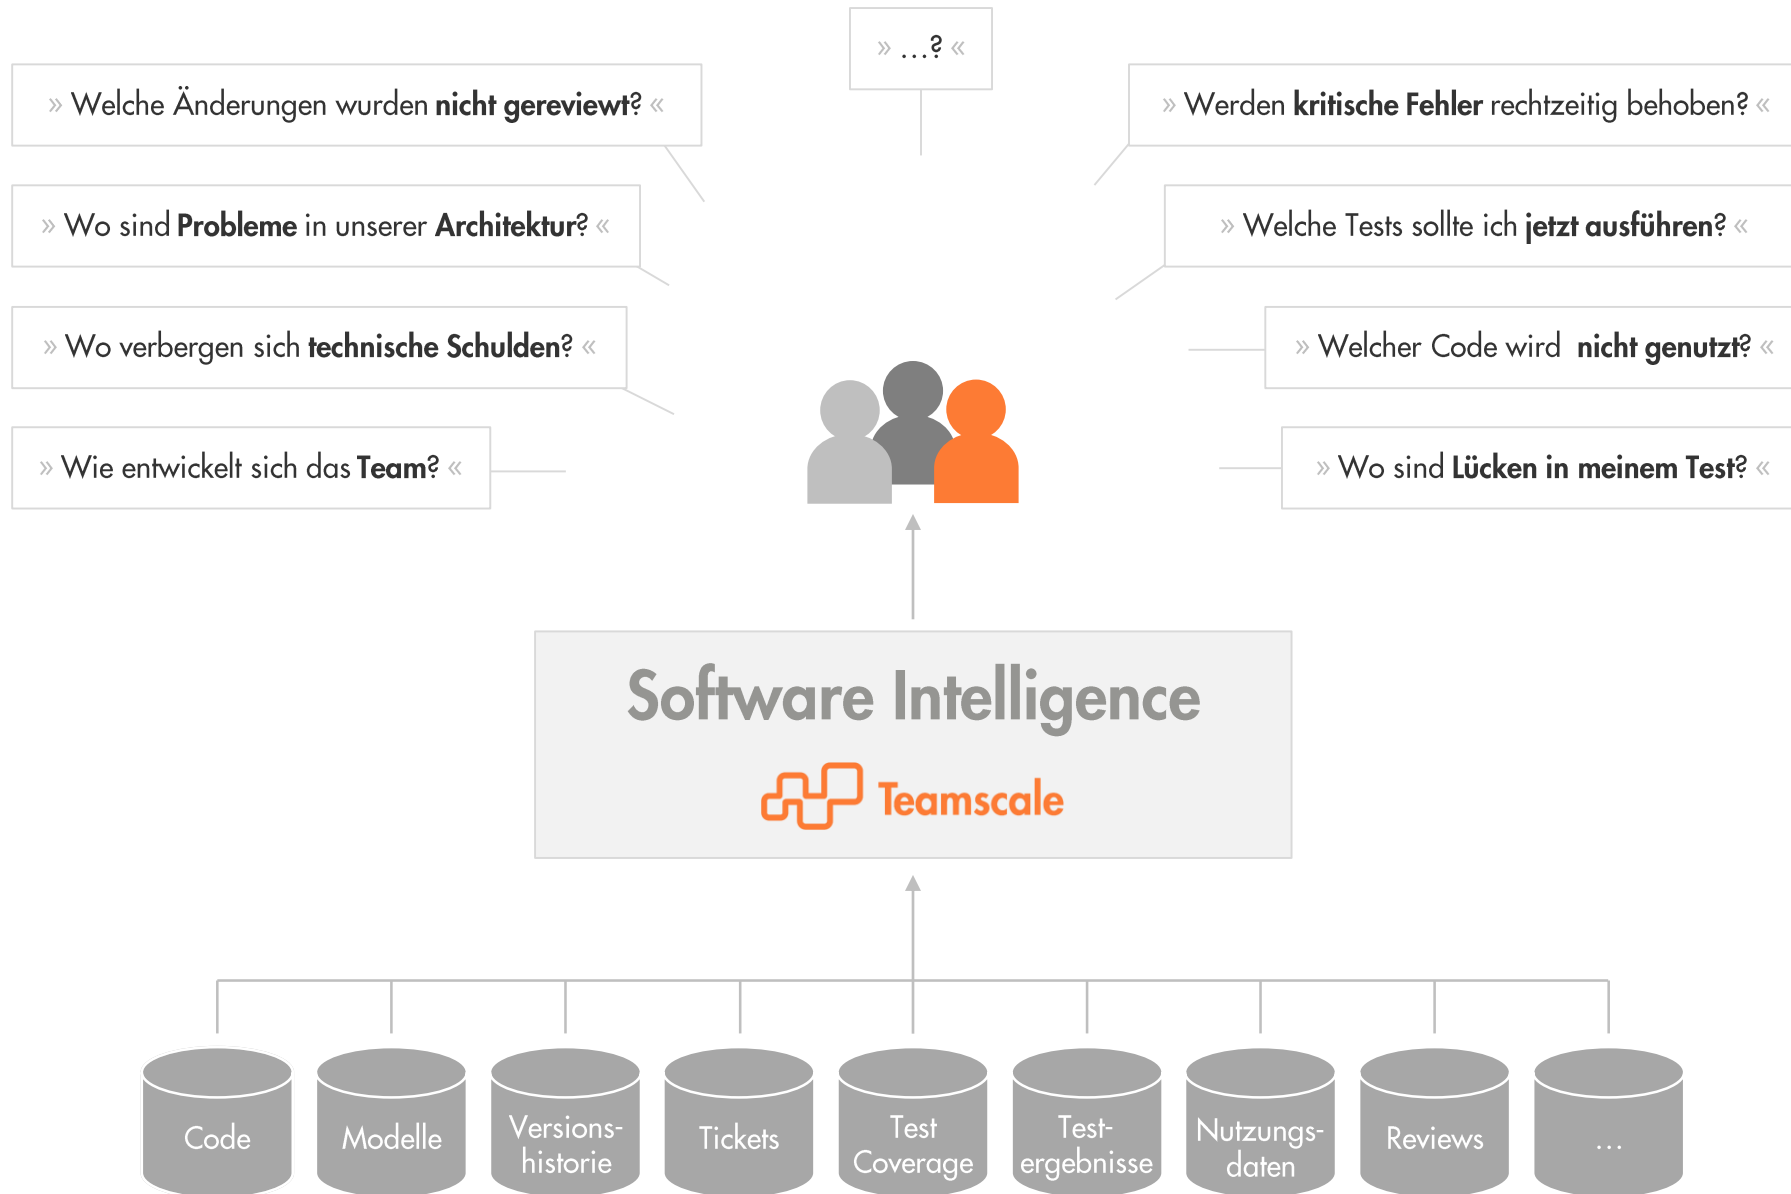 » …? «
» Welche Änderungen wurden nicht gereviewt? «
» Werden kritische Fehler rechtzeitig behoben? «
» Wo sind Probleme in unserer Architektur? «
» Welche Tests sollte ich jetzt ausführen? «
» Wo verbergen sich technische Schulden? «
» Welcher Code wird nicht genutzt? «
» Wie entwickelt sich das Team? «
» Wo sind Lücken in meinem Test? «
Software Intelligence
Teamscale
Code
Modelle
Versions-
historie
Tickets
Test
Coverage
Test-
ergebnisse
Nutzungs-
daten
Reviews
…